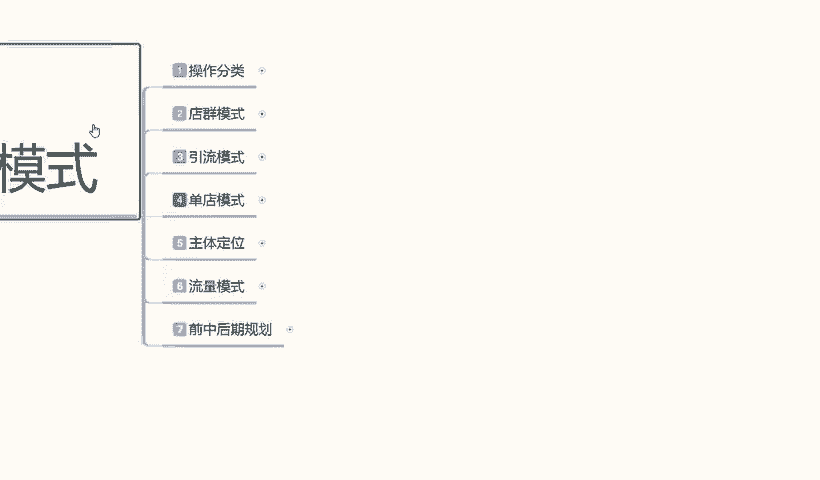 模式
1 操作分类
2 店群模式
3 引流模式
4 单店模式
5 主体定位
6 流量模式
7 前中后期规划